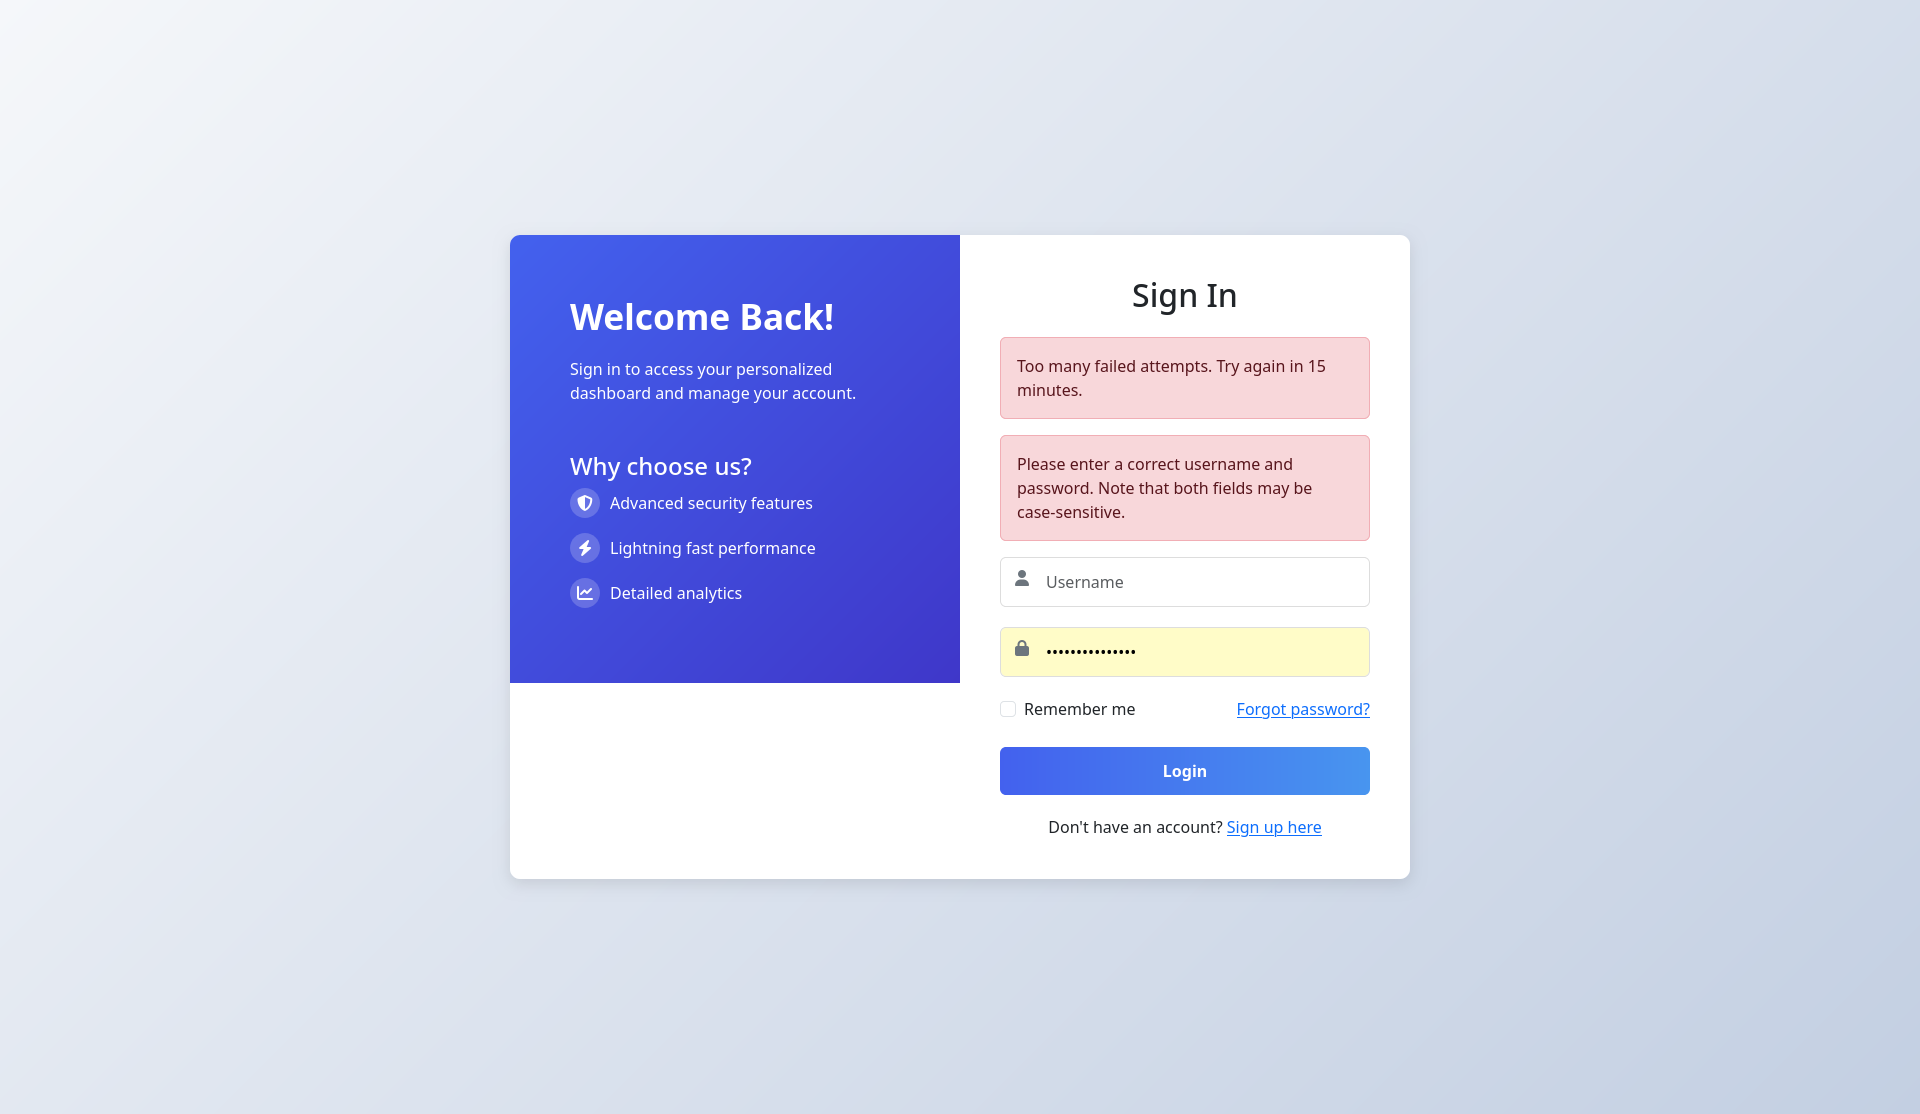 Welcome Back!
Sign in to access your personalized
dashboard and manage your account.
Why choose us?
Advanced security features
Lightning fast performance
Detailed analytics
Sign In
Too many failed attempts. Try again in 15
minutes.
Please enter a correct username and
password. Note that both fields may be
case-sensitive.
Username
•••••••••••••••
Remember me
Forgot password?
Login
Don't have an account? Sign up here